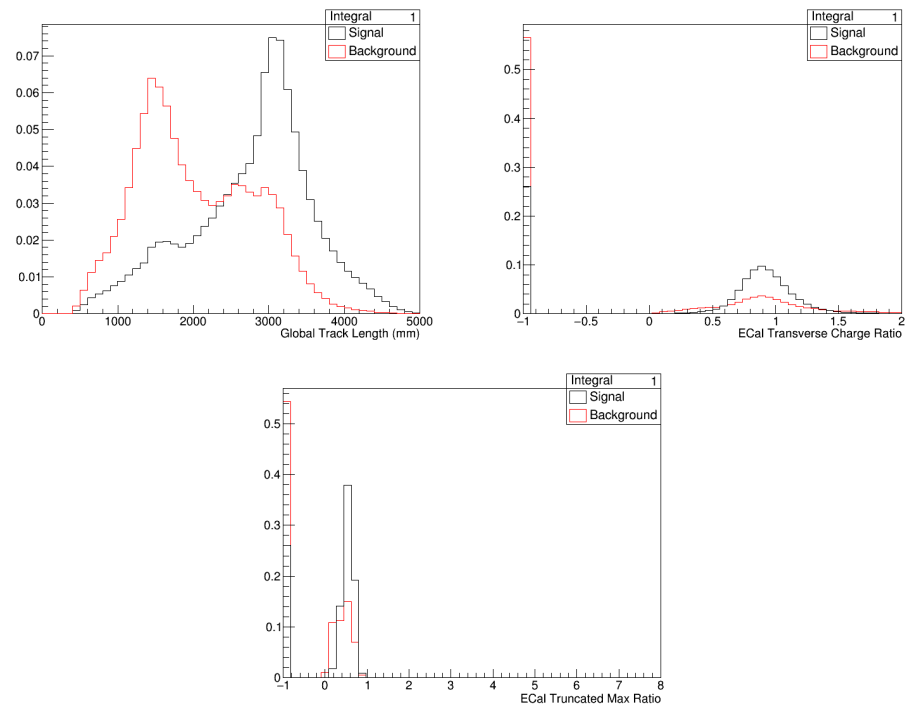 Integral 1
Signal
Background
0.07
0.06
0.05
0.04
0.03
0.02
0.01
0
0 1000 2000 3000 4000 5000
Global Track Length (mm)
Integral 1
Signal
Background
0.5
0.4
0.3
0.2
0.1
0
−1 −0.5 0 0.5 1 1.5 2
ECal Transverse Charge Ratio
Integral 1
Signal
Background
0.5
0.4
0.3
0.2
0.1
0
−1 0 1 2 3 4 5 6 7 8
ECal Truncated Max Ratio